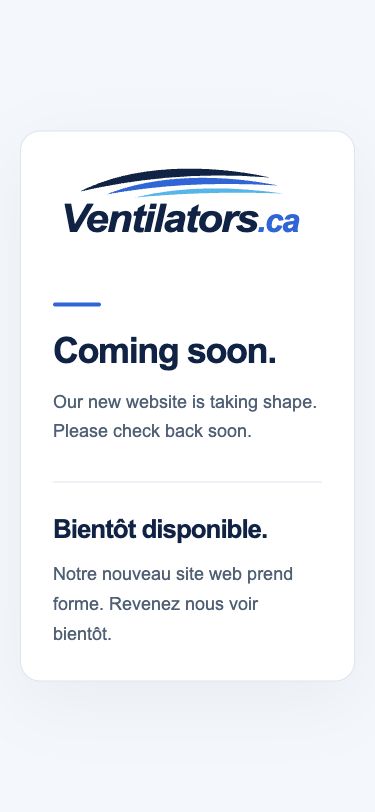 Ventilators.ca
Coming soon.
Our new website is taking shape.
Please check back soon.
Bientôt disponible.
Notre nouveau site web prend
forme. Revenez nous voir
bientôt.